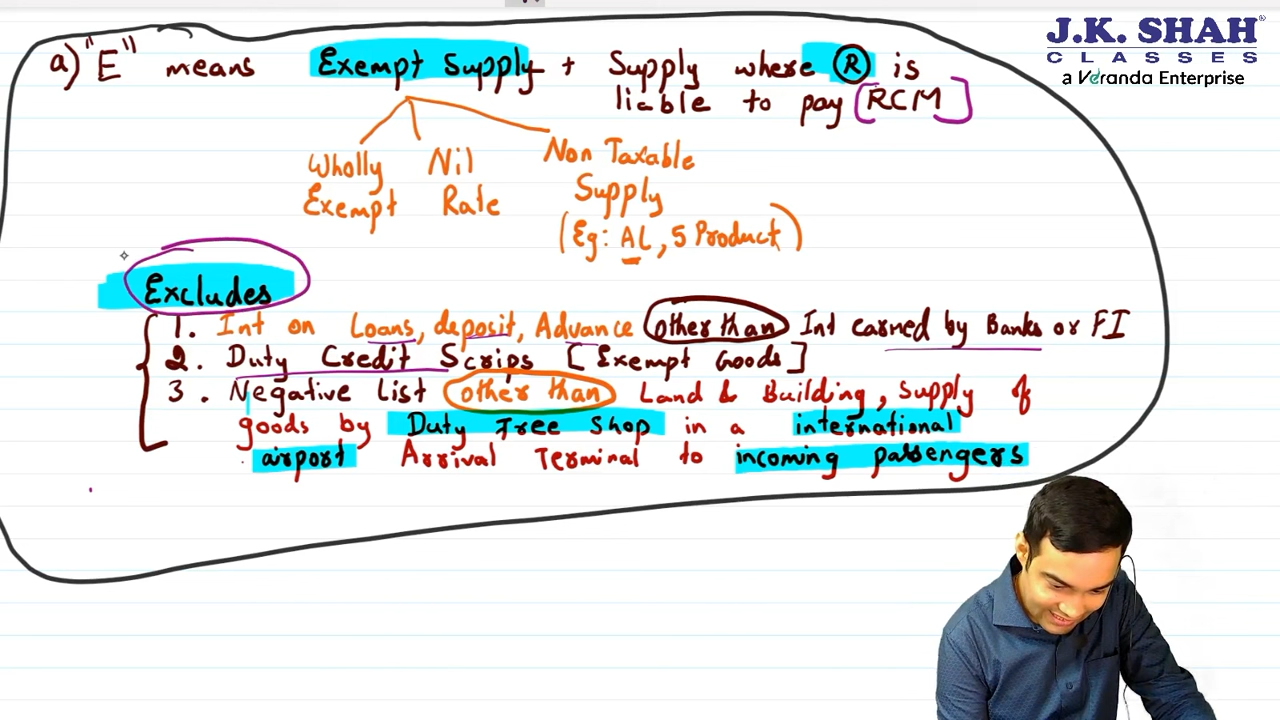 J.K. SHAH®
CLASSES
a Veranda Enterprise
a) "E" means Exempt Supply + Supply where Ⓡ is
liable to pay [RCM]
Wholly Exempt
Nil Rate
Non Taxable Supply
(Eg: AL, 5 Product)
Excludes
1. Int on Loans, deposit, Advance other than Int earned by Banks or FI
2. Duty Credit Scrips [Exempt Goods]
3. Negative List other than Land & Building, Supply of
goods by Duty Free Shop in a international
airport Arrival Terminal to incoming passengers